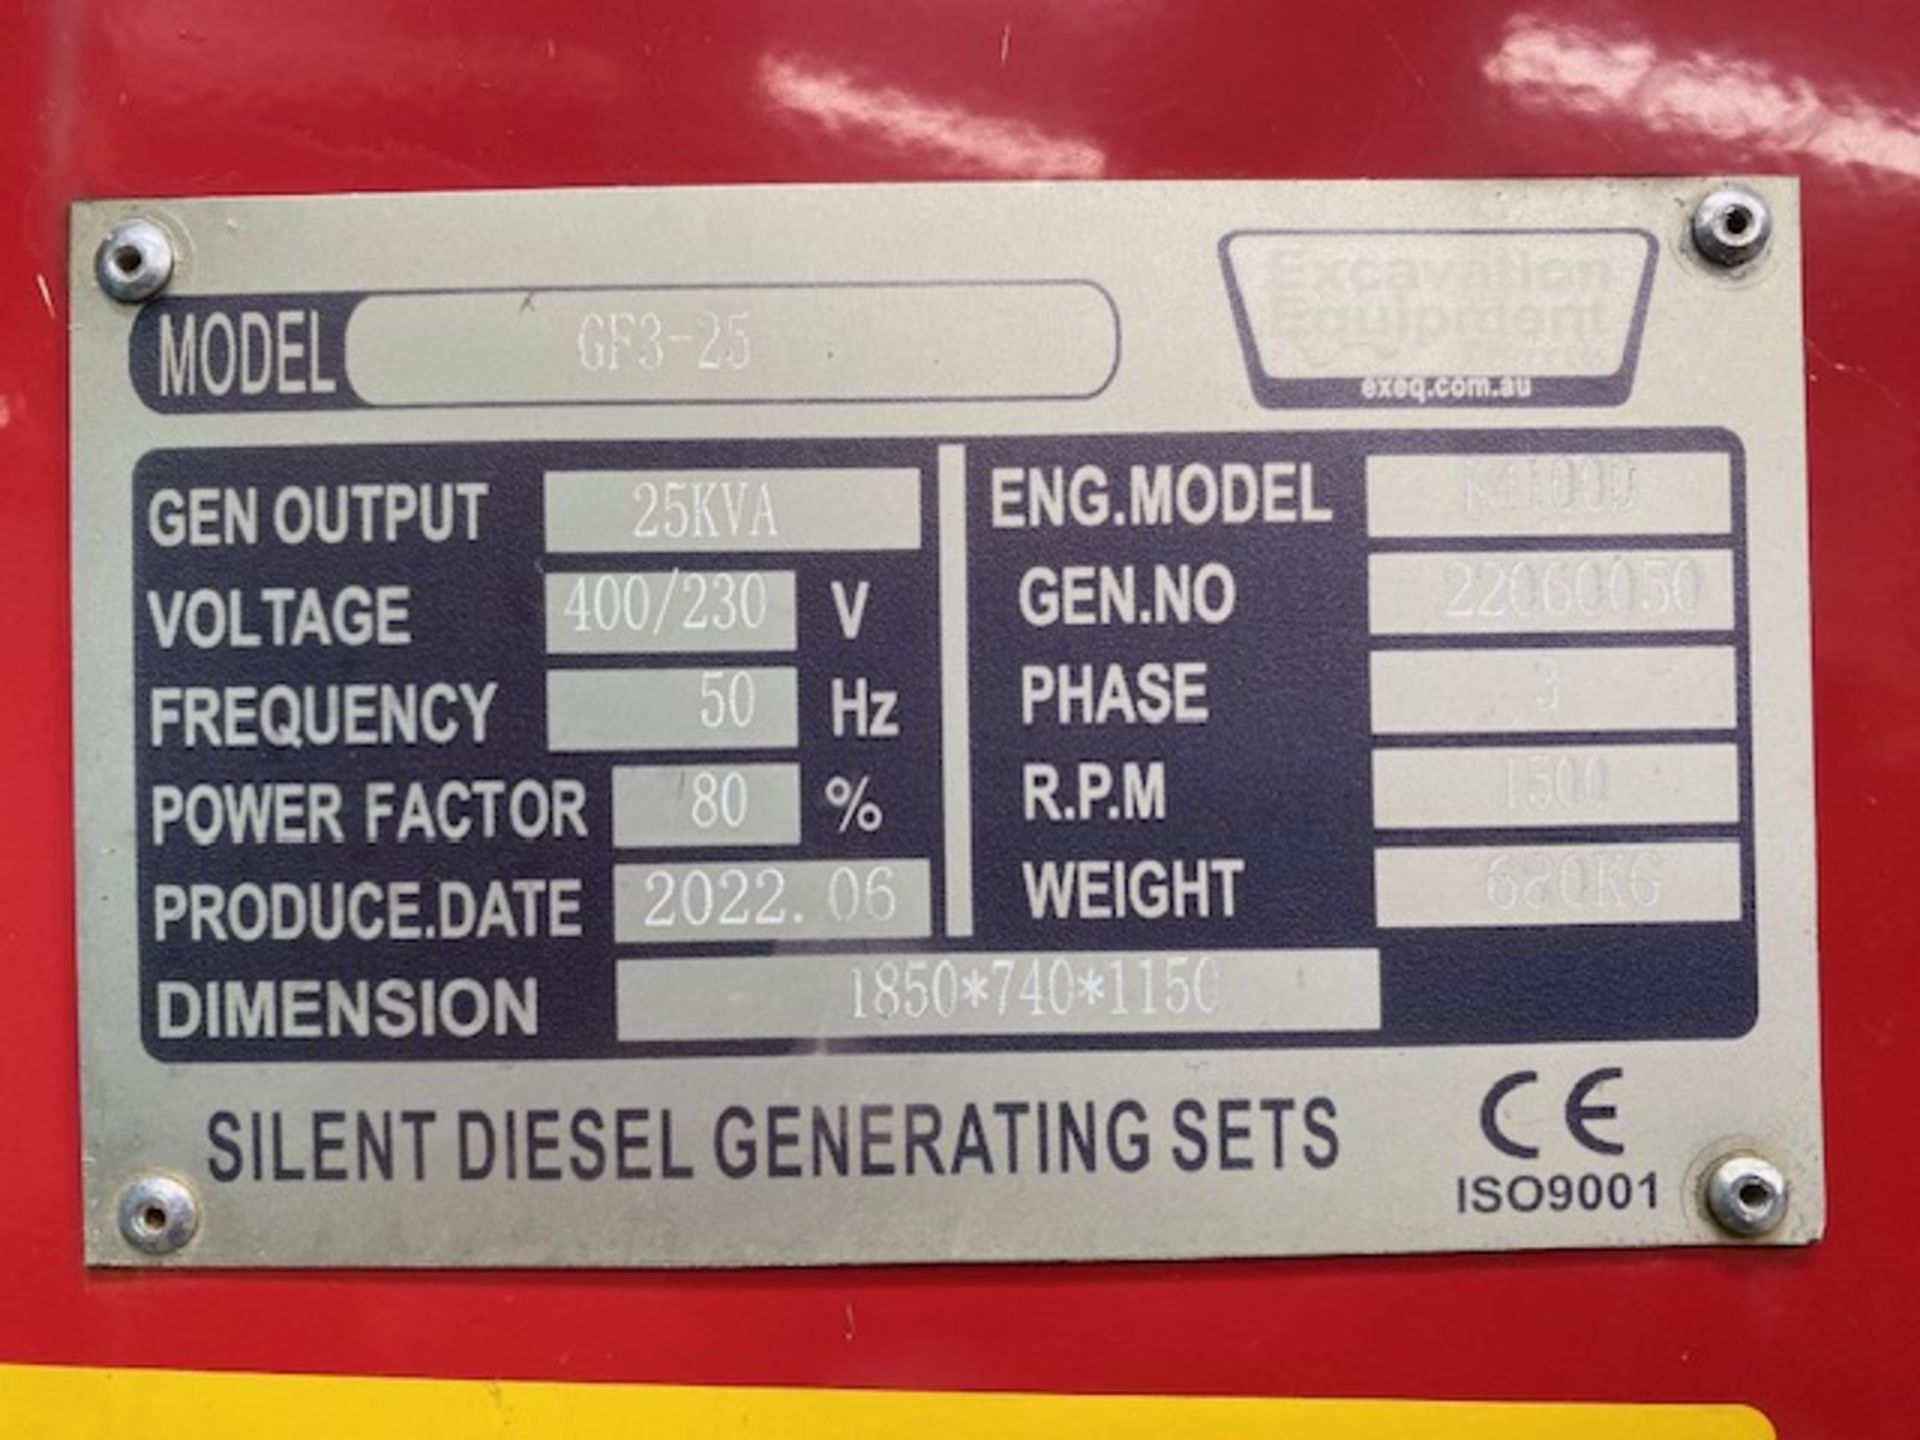 MODEL GF3-25
Excavation
Equipment
exeq.com.au
GEN OUTPUT 25KVA
VOLTAGE 400/230 V
FREQUENCY 50 Hz
POWER FACTOR 80 %
PRODUCE.DATE 2022.06
DIMENSION 1850*740*1150
ENG.MODEL
GEN.NO 22060050
PHASE 3
R.P.M 1500
WEIGHT 680KG
SILENT DIESEL GENERATING SETS
CE
ISO9001